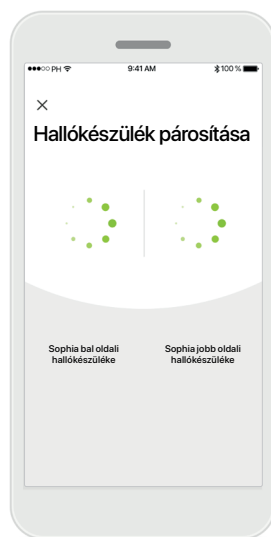 PH 9:41 AM 100 %
Hallókészülék párosítása
Sophia bal oldali Sophia jobb oldali
hallókészüléke hallókészüléke